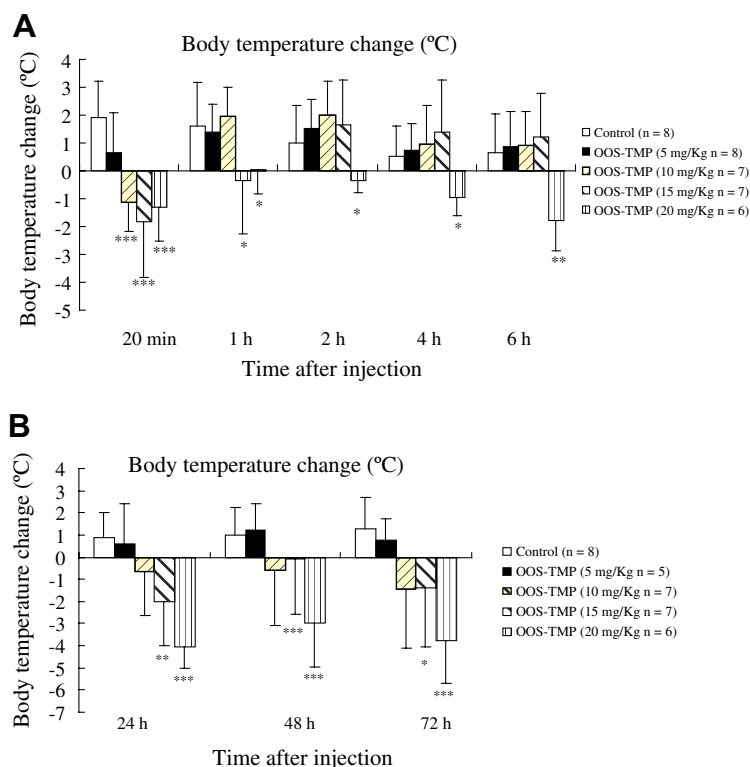 A
Body temperature change (ºC)
Body temperature change (ºC)
4
3
2
1
0
-1
-2
-3
-4
-5
***
***
***
*
*
*
*
**
20 min 1 h 2 h 4 h 6 h
Time after injection
Control (n = 8)
OOS-TMP (5 mg/Kg n = 8)
OOS-TMP (10 mg/Kg n = 7)
OOS-TMP (15 mg/Kg n = 7)
OOS-TMP (20 mg/Kg n = 6)
B
Body temperature change (ºC)
Body temperature change (ºC)
4
3
2
1
0
-1
-2
-3
-4
-5
-6
-7
**
***
***
***
*
***
24 h 48 h 72 h
Time after injection
Control (n = 8)
OOS-TMP (5 mg/Kg n = 5)
OOS-TMP (10 mg/Kg n = 7)
OOS-TMP (15 mg/Kg n = 7)
OOS-TMP (20 mg/Kg n = 6)